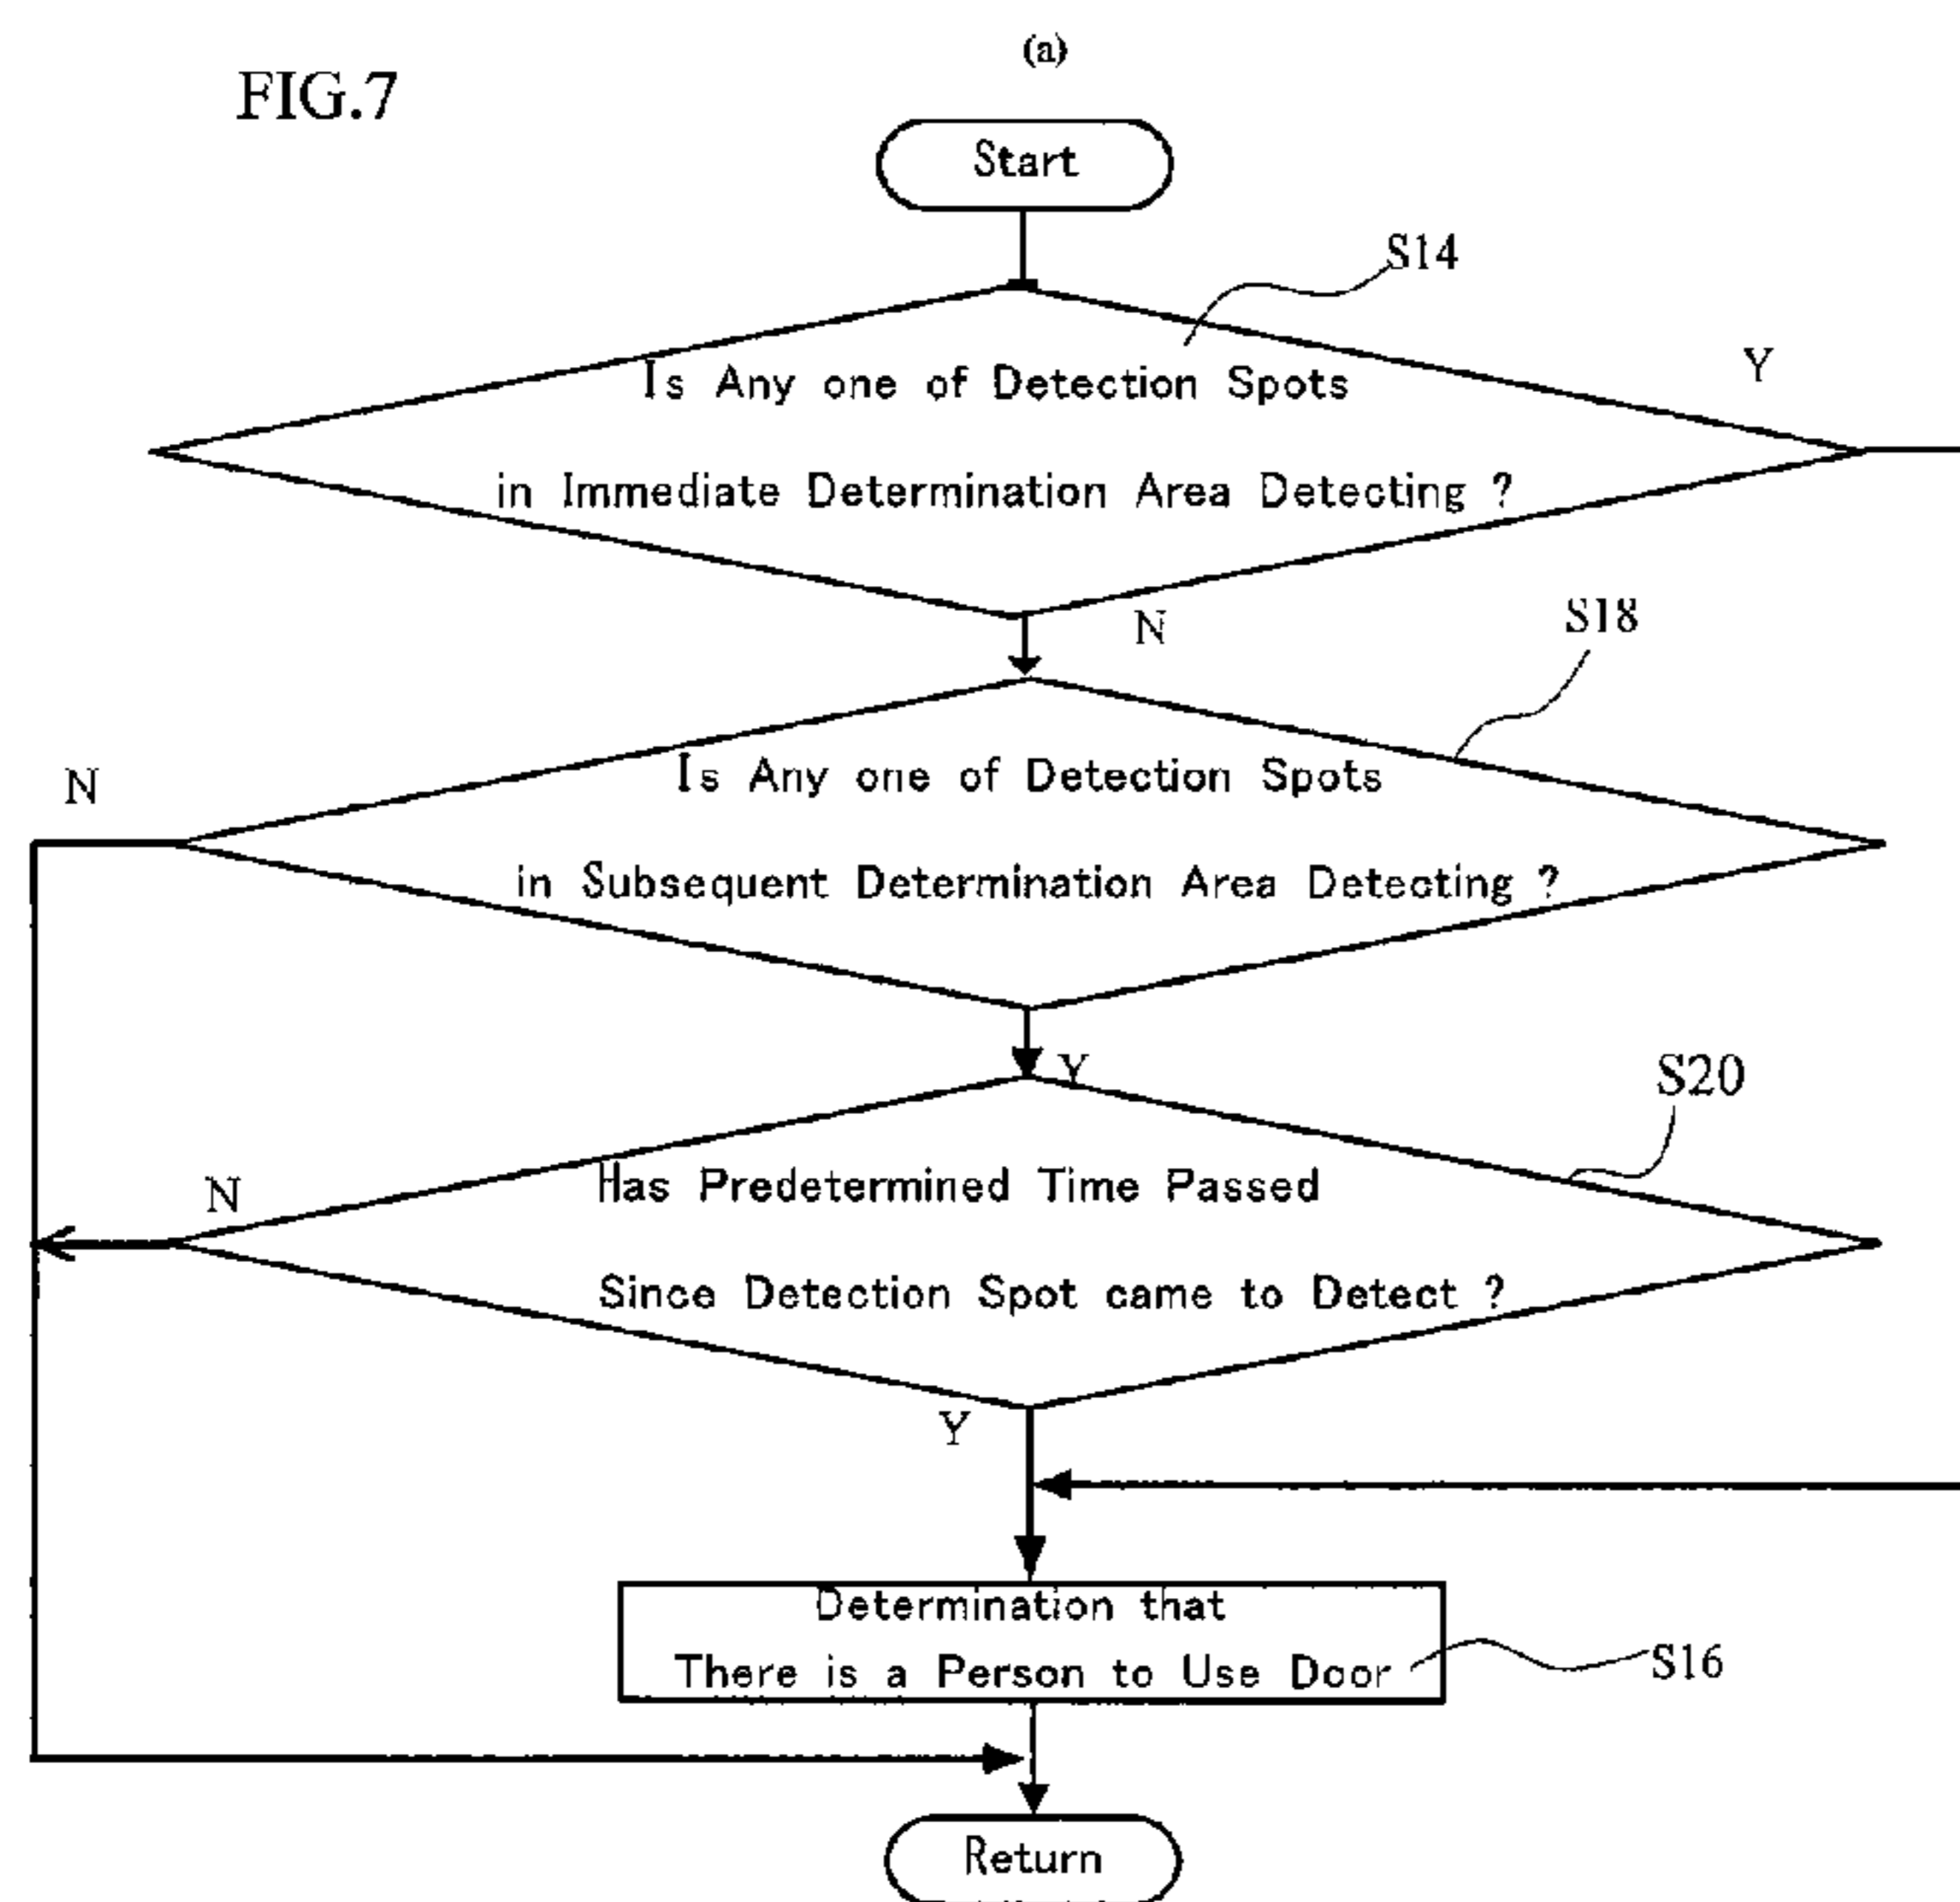 (a)
FIG.7
Start
S14
Y
Is Any one of Detection Spots
in Immediate Determination Area Detecting ?
N
S18
N
Is Any one of Detection Spots
in Subsequent Determination Area Detecting ?
Y
S20
N
Has Predetermined Time Passed
Since Detection Spot came to Detect ?
Y
Determination that
There is a Person to Use Door
S16
Return